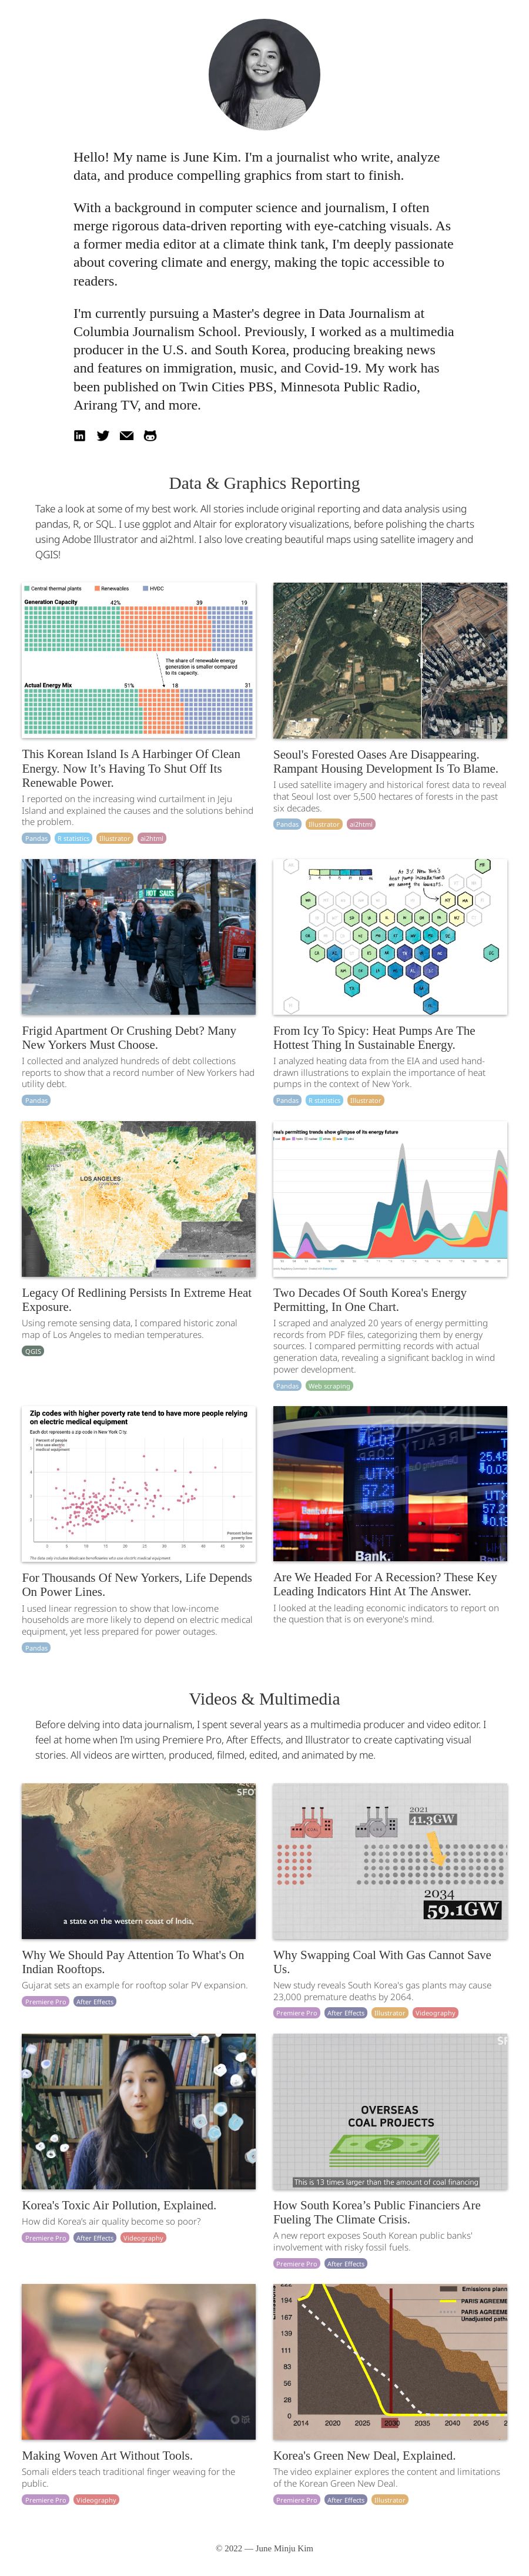 Hello! My name is June Kim. I'm a journalist who write, analyze
data, and produce compelling graphics from start to finish.
With a background in computer science and journalism, I often
merge rigorous data-driven reporting with eye-catching visuals. As
a former media editor at a climate think tank, I'm deeply passionate
about covering climate and energy, making the topic accessible to
readers.
I'm currently pursuing a Master's degree in Data Journalism at
Columbia Journalism School. Previously, I worked as a multimedia
producer in the U.S. and South Korea, producing breaking news
and features on immigration, music, and Covid-19. My work has
been published on Twin Cities PBS, Minnesota Public Radio,
Arirang TV, and more.
Data & Graphics Reporting
Take a look at some of my best work. All stories include original reporting and data analysis using
pandas, R, or SQL. I use ggplot and Altair for exploratory visualizations, before polishing the charts
using Adobe Illustrator and ai2html. I also love creating beautiful maps using satellite imagery and
QGIS!
Central thermal plants Renewables HVDC
Generation Capacity 42% 39 19
The share of renewable energy
generation is smaller compared
to its capacity.
Actual Energy Mix 51% 18 31
This Korean Island Is A Harbinger Of Clean
Energy. Now It's Having To Shut Off Its
Renewable Power.
I reported on the increasing wind curtailment in Jeju
Island and explained the causes and the solutions behind
the problem.
Pandas R statistics Illustrator ai2html
Seoul's Forested Oases Are Disappearing.
Rampant Housing Development Is To Blame.
I used satellite imagery and historical forest data to reveal
that Seoul lost over 5,500 hectares of forests in the past
six decades.
Pandas Illustrator ai2html
HOT SAUS
Frigid Apartment Or Crushing Debt? Many
New Yorkers Must Choose.
I collected and analyzed hundreds of debt collections
reports to show that a record number of New Yorkers had
utility debt.
Pandas
At 3% New York's
heat pump installations
are among the lowest.
From Icy To Spicy: Heat Pumps Are The
Hottest Thing In Sustainable Energy.
I analyzed heating data from the EIA and used hand-
drawn illustrations to explain the importance of heat
pumps in the context of New York.
Pandas R statistics Illustrator
LOS ANGELES
Legacy Of Redlining Persists In Extreme Heat
Exposure.
Using remote sensing data, I compared historic zonal
map of Los Angeles to median temperatures.
QGIS
rea's permitting trends show glimpse of its energy future
Two Decades Of South Korea's Energy
Permitting, In One Chart.
I scraped and analyzed 20 years of energy permitting
records from PDF files, categorizing them by energy
sources. I compared permitting records with actual
generation data, revealing a significant backlog in wind
power development.
Pandas Web scraping
Zip codes with higher poverty rate tend to have more people relying
on electric medical equipment
Each dot represents a zip code in New York City.
Percent of people
who use electric
medical equipment
Percent below
poverty line
For Thousands Of New Yorkers, Life Depends
On Power Lines.
I used linear regression to show that low-income
households are more likely to depend on electric medical
equipment, yet less prepared for power outages.
Pandas
UTX
57.21
Bank.
Are We Headed For A Recession? These Key
Leading Indicators Hint At The Answer.
I looked at the leading economic indicators to report on
the question that is on everyone's mind.
Videos & Multimedia
Before delving into data journalism, I spent several years as a multimedia producer and video editor. I
feel at home when I'm using Premiere Pro, After Effects, and Illustrator to create captivating visual
stories. All videos are wirtten, produced, filmed, edited, and animated by me.
a state on the western coast of India,
Why We Should Pay Attention To What's On
Indian Rooftops.
Gujarat sets an example for rooftop solar PV expansion.
Premiere Pro After Effects
2021
41.3GW
2034
59.1GW
Why Swapping Coal With Gas Cannot Save
Us.
New study reveals South Korea's gas plants may cause
23,000 premature deaths by 2064.
Premiere Pro After Effects Illustrator Videography
Korea's Toxic Air Pollution, Explained.
How did Korea's air quality become so poor?
Premiere Pro After Effects Videography
OVERSEAS
COAL PROJECTS
This is 13 times larger than the amount of coal financing
How South Korea's Public Financiers Are
Fueling The Climate Crisis.
A new report exposes South Korean public banks'
involvement with risky fossil fuels.
Premiere Pro After Effects
Making Woven Art Without Tools.
Somali elders teach traditional finger weaving for the
public.
Premiere Pro Videography
Emissions plann
PARIS AGREEME
PARIS AGREEME
Unadjusted path
194
167
139
111
83
56
28
0
2014 2020 2025 2030 2035 2040 2045
Korea's Green New Deal, Explained.
The video explainer explores the content and limitations
of the Korean Green New Deal.
Premiere Pro After Effects Illustrator
© 2022 — June Minju Kim